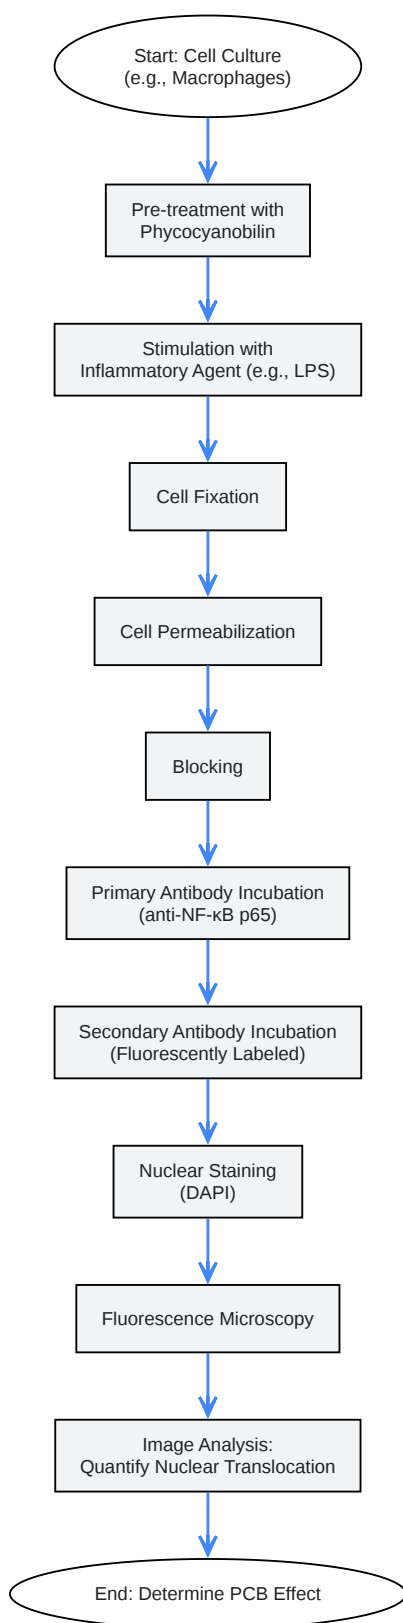 Start: Cell Culture
(e.g., Macrophages)
Pre-treatment with
Phycocyanobilin
Stimulation with
Inflammatory Agent (e.g., LPS)
Cell Fixation
Cell Permeabilization
Blocking
Primary Antibody Incubation
(anti-NF-κB p65)
Secondary Antibody Incubation
(Fluorescently Labeled)
Nuclear Staining
(DAPI)
Fluorescence Microscopy
Image Analysis:
Quantify Nuclear Translocation
End: Determine PCB Effect